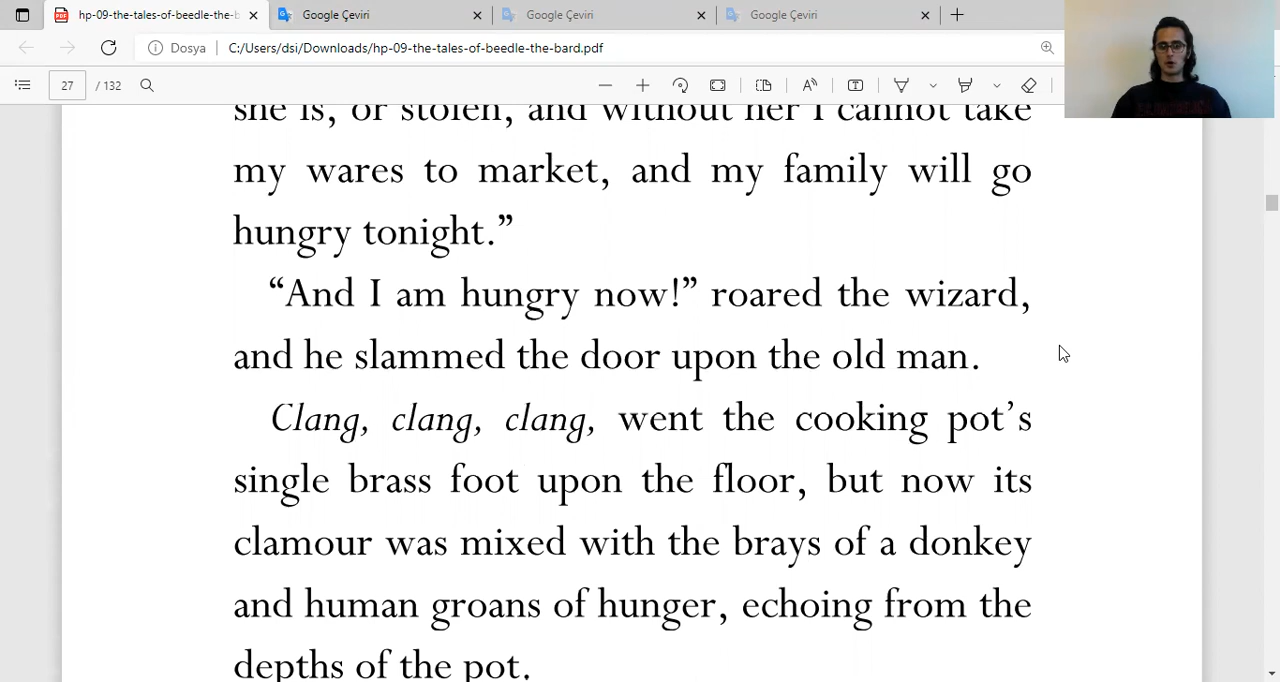 hp-09-the-tales-of-beedle-the-b
Google Çeviri
Google Çeviri
Google Çeviri
Dosya
C:/Users/dsi/Downloads/hp-09-the-tales-of-beedle-the-bard.pdf
27 / 132
she is, or stolen, and without her I cannot take
my wares to market, and my family will go
hungry tonight.”
“And I am hungry now!” roared the wizard,
and he slammed the door upon the old man.
Clang, clang, clang, went the cooking pot’s
single brass foot upon the floor, but now its
clamour was mixed with the brays of a donkey
and human groans of hunger, echoing from the
depths of the pot.